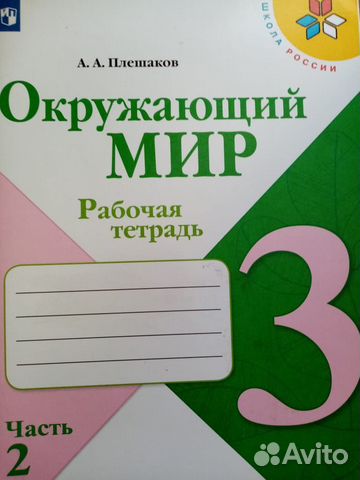 ШКОЛА РОССИИ
А. А. Плешаков
Окружающий
МИР
Рабочая
тетрадь
3
Часть
2
Avito